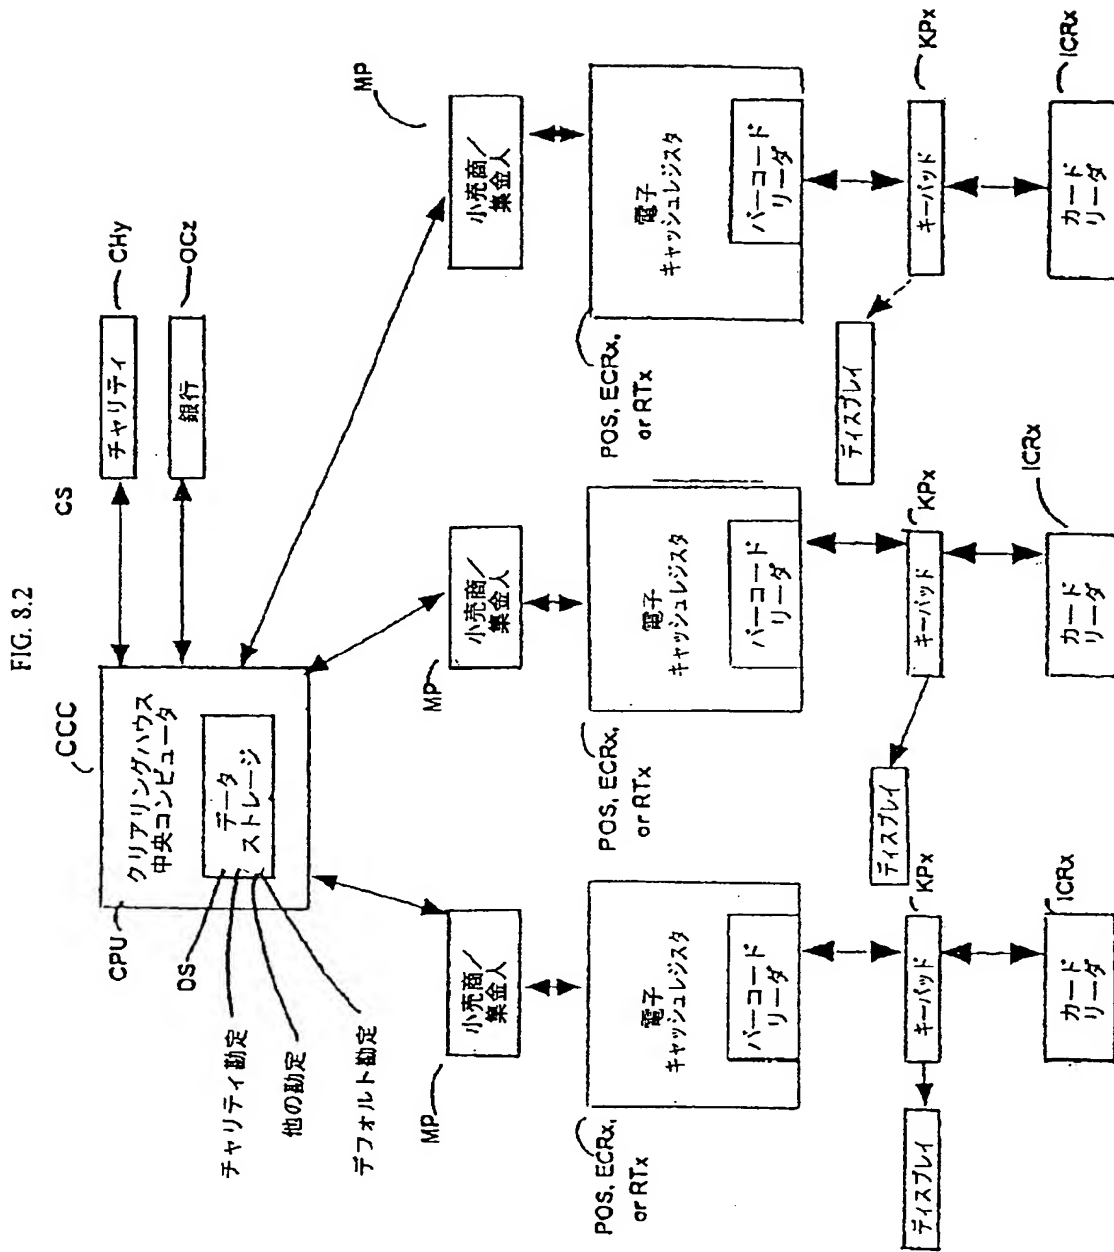 FIG. 8.2
CS
CCC
CPU
クリアリングハウス
中央コンピュータ
データ
ストレージ
DS
チャリティ勘定
他の勘定
デフォルト勘定
チャリティ
CHy
銀行
OCz
MP
小売商／
集金人
MP
小売商／
集金人
MP
小売商／
集金人
POS, ECRx,
or RTx
電子
キャッシュレジスタ
バーコード
リーダ
POS, ECRx,
or RTx
電子
キャッシュレジスタ
バーコード
リーダ
POS, ECRx,
or RTx
電子
キャッシュレジスタ
バーコード
リーダ
ディスプレイ
キーパッド
KPx
ディスプレイ
キーパッド
KPx
ディスプレイ
キーパッド
KPx
カード
リーダ
ICRx
カード
リーダ
ICRx
カード
リーダ
ICRx